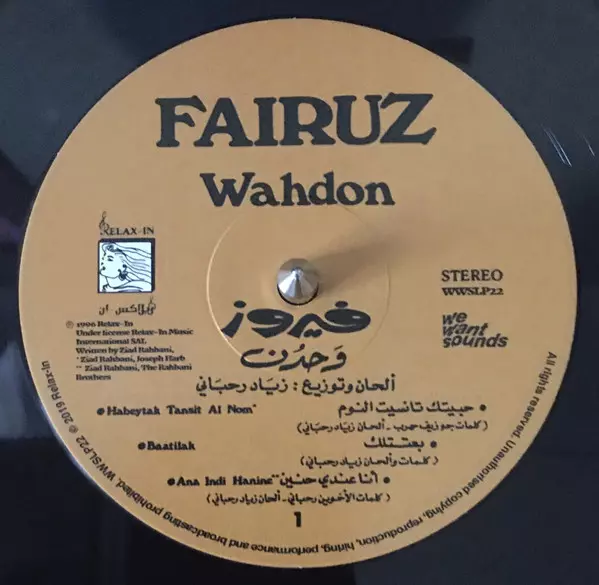 FAIRUZ
Wahdon
RELAX-IN
ريلاكس ان
STEREO
WWSLP22
we
want
sounds
فيروز
وَحدُن
ألحان وتوزيع : زياد رحباني
℗ 1996 Relax-In
Under license Relax-In Music
International SAL
Written by Ziad Rahbani,
* Ziad Rahbani, Joseph Harb
** Ziad Rahbani, The Rahbani
Brothers
• Habeytak Tansit Al Nom*
حبيتك تانسيت النوم •
(كلمات جوزيف حرب - ألحان زياد رحباني)
• Baatilak
بعتلك •
(كلمات وألحان زياد رحباني)
• Ana Indi Hanine**
أنا عندي حنين •
(كلمات الأخوين رحباني - ألحان زياد رحباني)
1
All rights reserved. Unauthorised copying, reproduction, hiring, performance and broadcasting prohibited. WWSLP22 © 2019 Relax-In